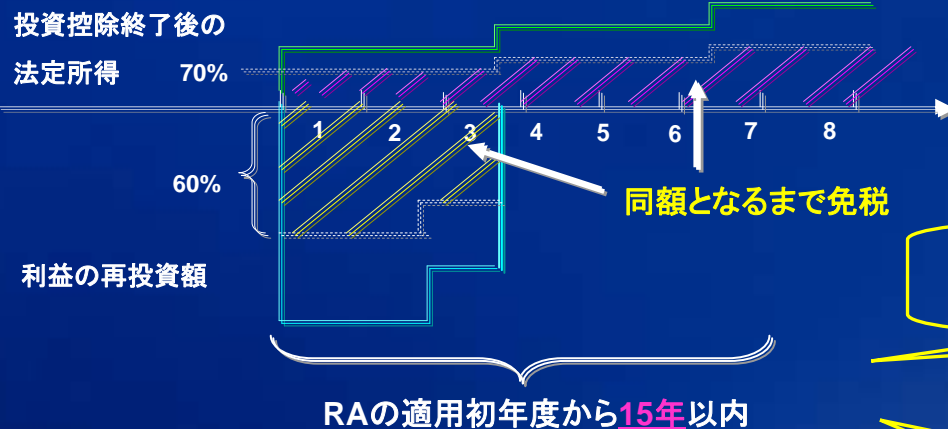 投資控除終了後の
法定所得 70%
1 2 3 4 5 6 7 8
60%
同額となるまで免税
利益の再投資額
RAの適用初年度から15年以内